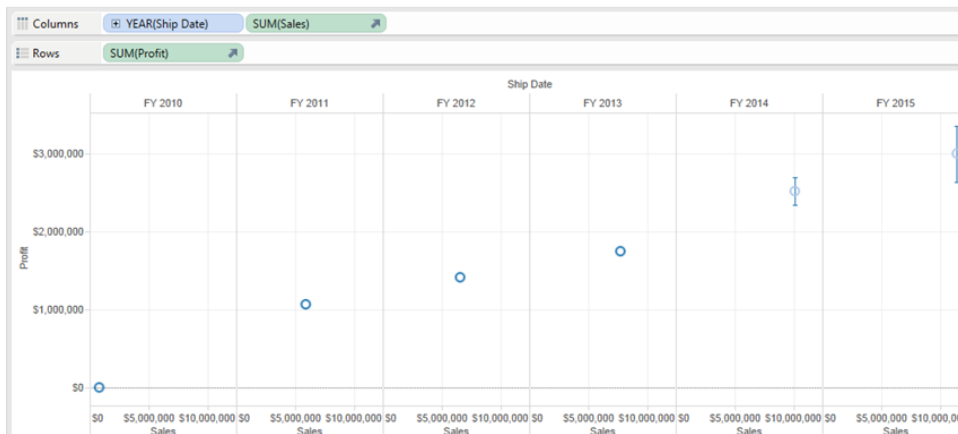 Columns YEAR(Ship Date) SUM(Sales)
Rows SUM(Profit)
Ship Date
FY 2010 FY 2011 FY 2012 FY 2013 FY 2014 FY 2015
$3,000,000
$2,000,000
Profit
$1,000,000
$0
$0 $5,000,000 $10,000,000 $0 $5,000,000 $10,000,000 $0 $5,000,000 $10,000,000 $0 $5,000,000 $10,000,000 $0 $5,000,000 $10,000,000 $0 $5,000,000 $10,000,0
Sales Sales Sales Sales Sales Sales